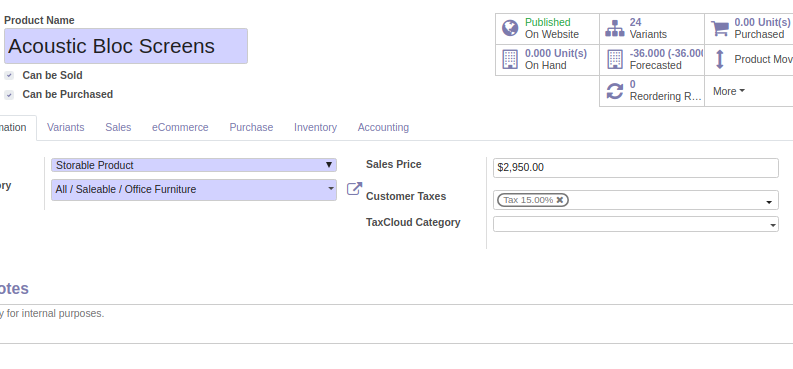 Product Name
Acoustic Bloc Screens
Can be Sold
Can be Purchased
Published
On Website
24
Variants
0.00 Unit(s)
Purchased
0.000 Unit(s)
On Hand
-36.000 (-36.000
Forecasted
Product Mov
0
Reordering R...
More
mation Variants Sales eCommerce Purchase Inventory Accounting
Storable Product
ory All / Saleable / Office Furniture
Sales Price $2,950.00
Customer Taxes Tax 15.00%
TaxCloud Category
otes
y for internal purposes.